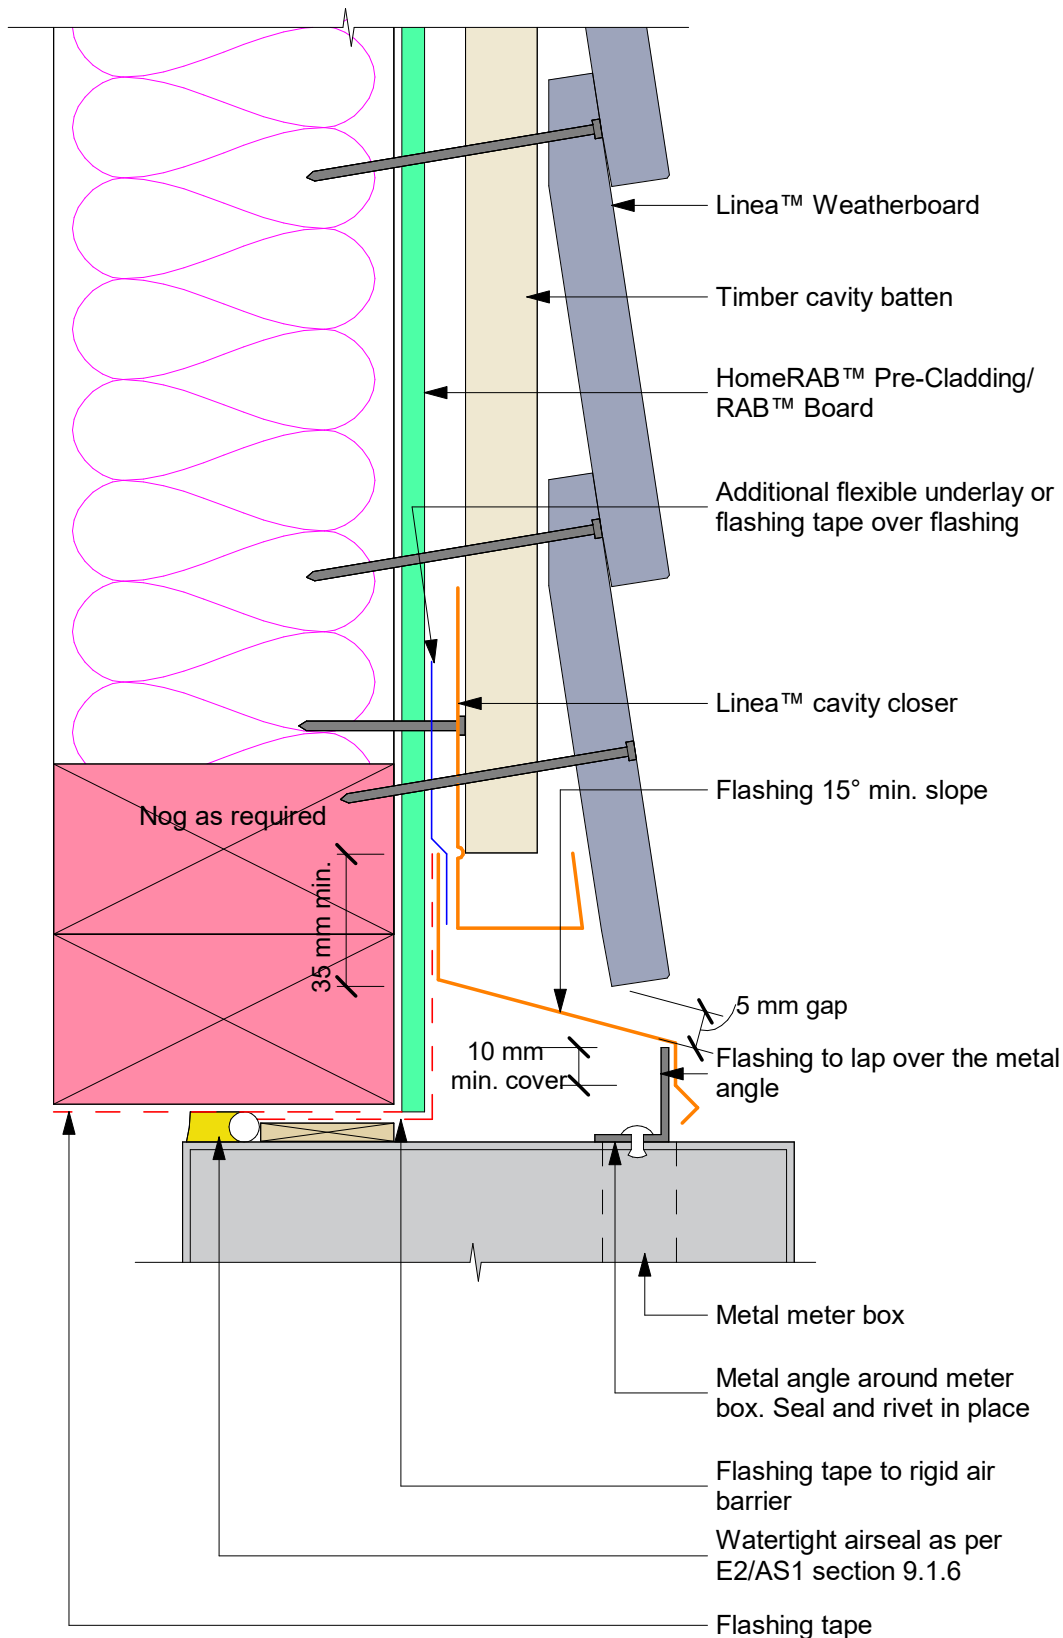 Linea™ Weatherboard
Timber cavity batten
HomeRAB™ Pre-Cladding/
RAB™ Board
Additional flexible underlay or
flashing tape over flashing
Linea™ cavity closer
Flashing 15° min. slope
Nog as required
35 mm min.
5 mm gap
10 mm
min. cover
Flashing to lap over the metal
angle
Metal meter box
Metal angle around meter
box. Seal and rivet in place
Flashing tape to rigid air
barrier
Watertight airseal as per
E2/AS1 section 9.1.6
Flashing tape